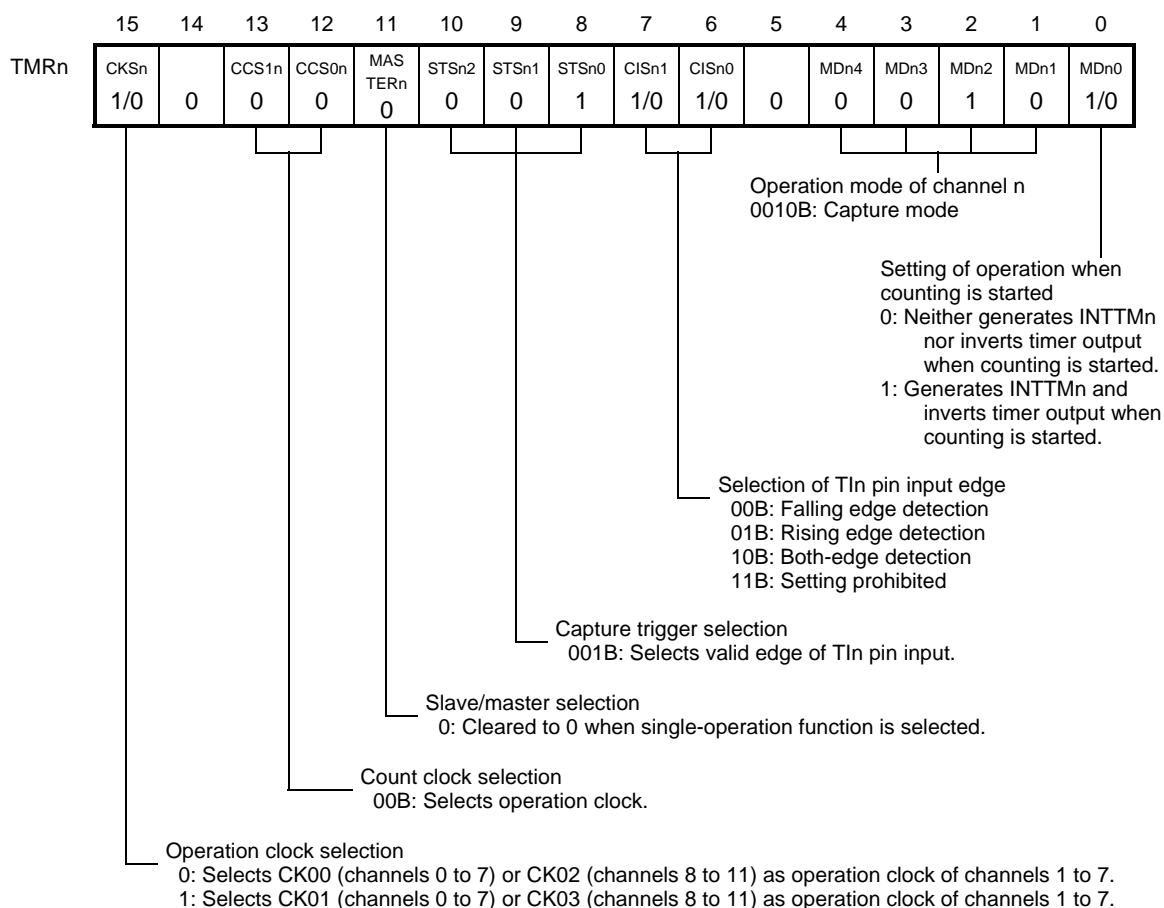 15 14 13 12 11 10 9 8 7 6 5 4 3 2 1 0
TMRn CKSn CCS1n CCS0n MAS TERn STSn2 STSn1 STSn0 CISn1 CISn0 MDn4 MDn3 MDn2 MDn1 MDn0
1/0 0 0 0 0 0 0 1 1/0 1/0 0 0 0 1 0 1/0
Operation mode of channel n
0010B: Capture mode
Setting of operation when
counting is started
0: Neither generates INTTMn
nor inverts timer output
when counting is started.
1: Generates INTTMn and
inverts timer output when
counting is started.
Selection of TIn pin input edge
00B: Falling edge detection
01B: Rising edge detection
10B: Both-edge detection
11B: Setting prohibited
Capture trigger selection
001B: Selects valid edge of TIn pin input.
Slave/master selection
0: Cleared to 0 when single-operation function is selected.
Count clock selection
00B: Selects operation clock.
Operation clock selection
0: Selects CK00 (channels 0 to 7) or CK02 (channels 8 to 11) as operation clock of channels 1 to 7.
1: Selects CK01 (channels 0 to 7) or CK03 (channels 8 to 11) as operation clock of channels 1 to 7.